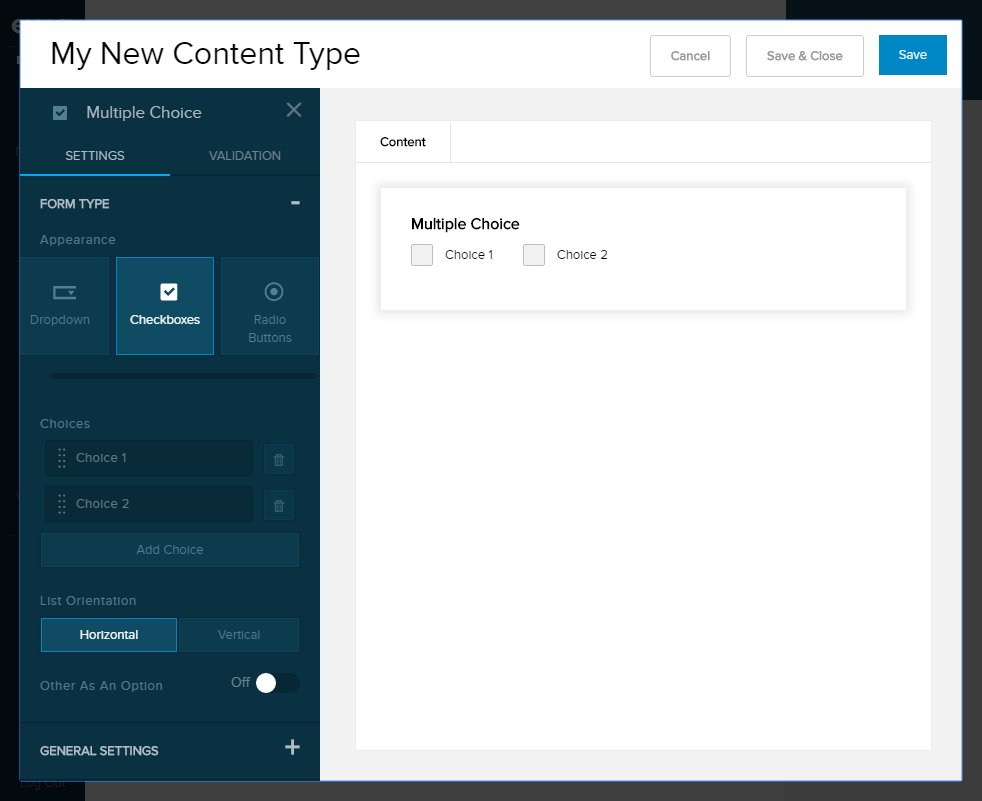 My New Content Type
Cancel
Save & Close
Save
Multiple Choice
SETTINGS
VALIDATION
FORM TYPE
Appearance
Dropdown
Checkboxes
Radio
Buttons
Choices
Choice 1
Choice 2
Add Choice
List Orientation
Horizontal
Vertical
Other As An Option
Off
GENERAL SETTINGS
Content
Multiple Choice
Choice 1
Choice 2
Log Out